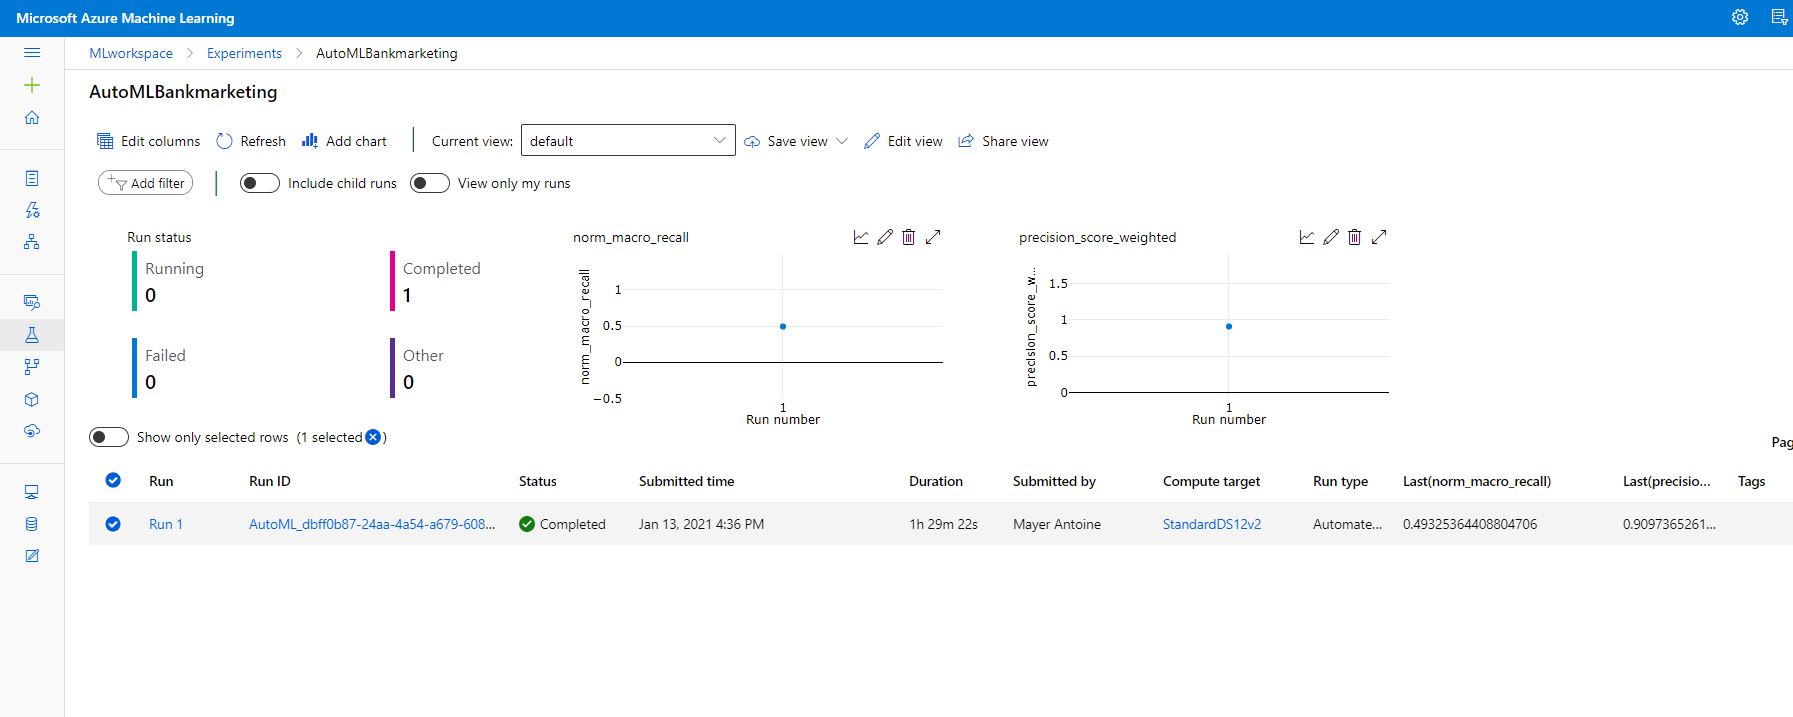 Microsoft Azure Machine Learning
MLworkspace > Experiments > AutoMLBankmarketing
AutoMLBankmarketing
Edit columns Refresh Add chart Current view: default Save view Edit view Share view
Add filter Include child runs View only my runs
Run status
Running
0
Completed
1
Failed
0
Other
0
norm_macro_recall
norm_macro_recall
1
0.5
0
−0.5
1
Run number
precision_score_weighted
precision_score_w...
1.5
1
0.5
0
1
Run number
Show only selected rows (1 selected )
Pag
Run Run ID Status Submitted time Duration Submitted by Compute target Run type Last(norm_macro_recall) Last(precisio... Tags
Run 1 AutoML_dbff0b87-24aa-4a54-a679-608... Completed Jan 13, 2021 4:36 PM 1h 29m 22s Mayer Antoine StandardDS12v2 Automate... 0.49325364408804706 0.9097365261...